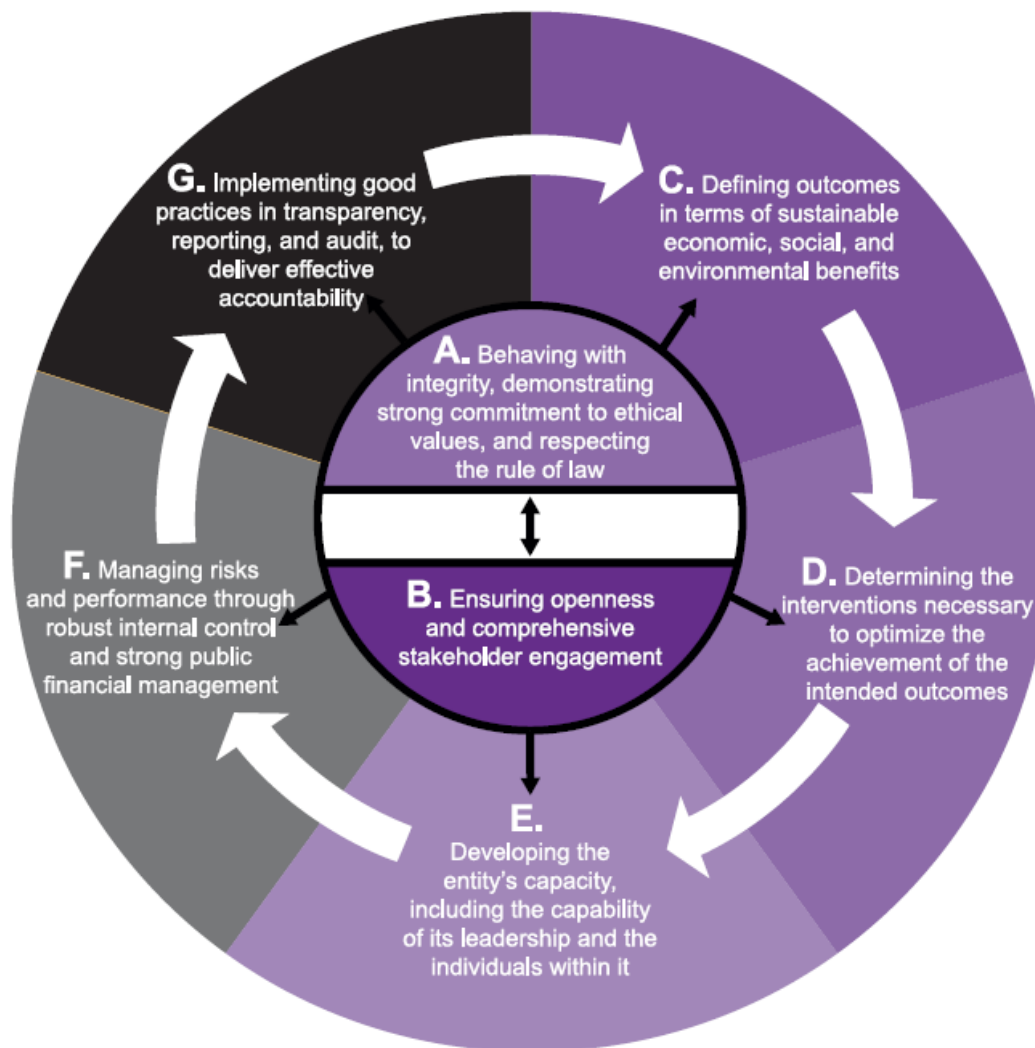 G. Implementing good
practices in transparency,
reporting, and audit, to
deliver effective
accountability
C. Defining outcomes
in terms of sustainable
economic, social, and
environmental benefits
A. Behaving with
integrity, demonstrating
strong commitment to ethical
values, and respecting
the rule of law
B. Ensuring openness
and comprehensive
stakeholder engagement
F. Managing risks
and performance through
robust internal control
and strong public
financial management
D. Determining the
interventions necessary
to optimize the
achievement of the
intended outcomes
E.
Developing the
entity's capacity,
including the capability
of its leadership and the
individuals within it